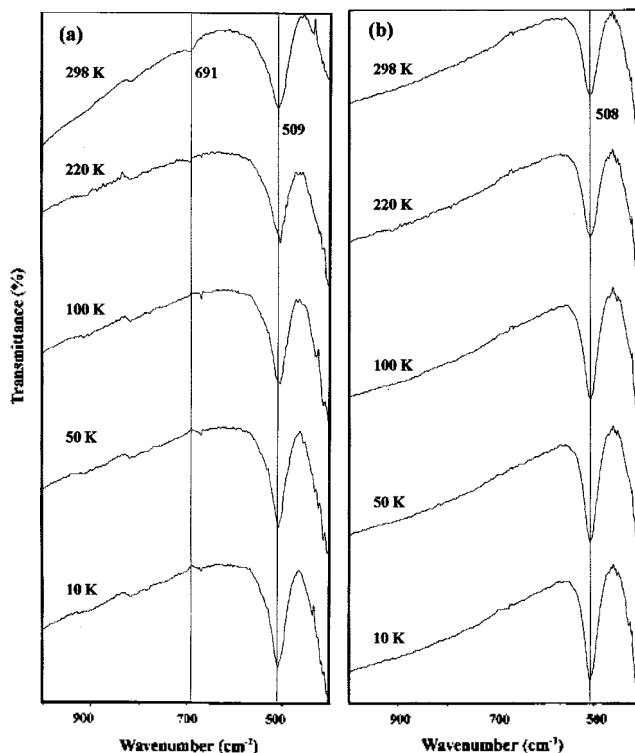 (a)
298 K
691
509
220 K
100 K
50 K
10 K
900 700 500
Wavenumber (cm⁻¹)
Transmittance (%)
(b)
298 K
508
220 K
100 K
50 K
10 K
900 700 500
Wavenumber (cm⁻¹)